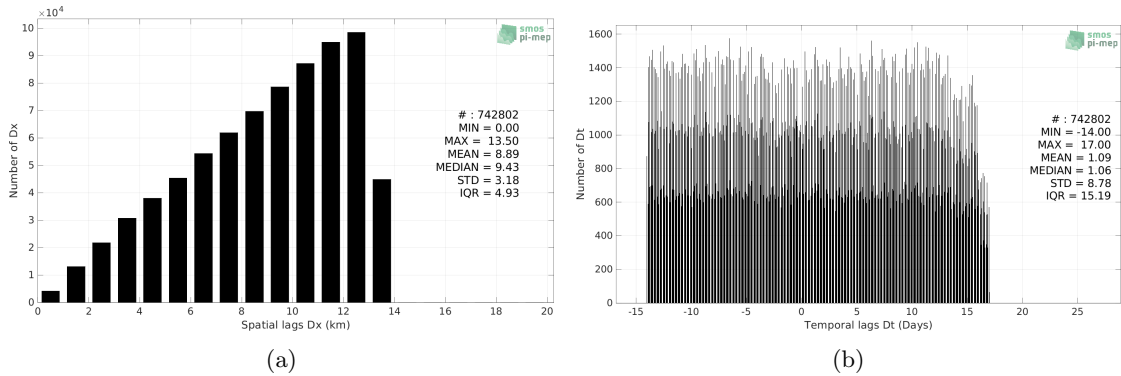 ×10⁴
10
9
8
7
6
5
4
3
2
1
0
Number of Dx
0 2 4 6 8 10 12 14 16 18 20
Spatial lags Dx (km)
smos
pi-mep
# : 742802
MIN = 0.00
MAX = 13.50
MEAN = 8.89
MEDIAN = 9.43
STD = 3.18
IQR = 4.93
(a)
1600
1400
1200
1000
800
600
400
200
0
Number of Dt
-15 -10 -5 0 5 10 15 20 25
Temporal lags Dt (Days)
smos
pi-mep
# : 742802
MIN = -14.00
MAX = 17.00
MEAN = 1.09
MEDIAN = 1.06
STD = 8.78
IQR = 15.19
(b)